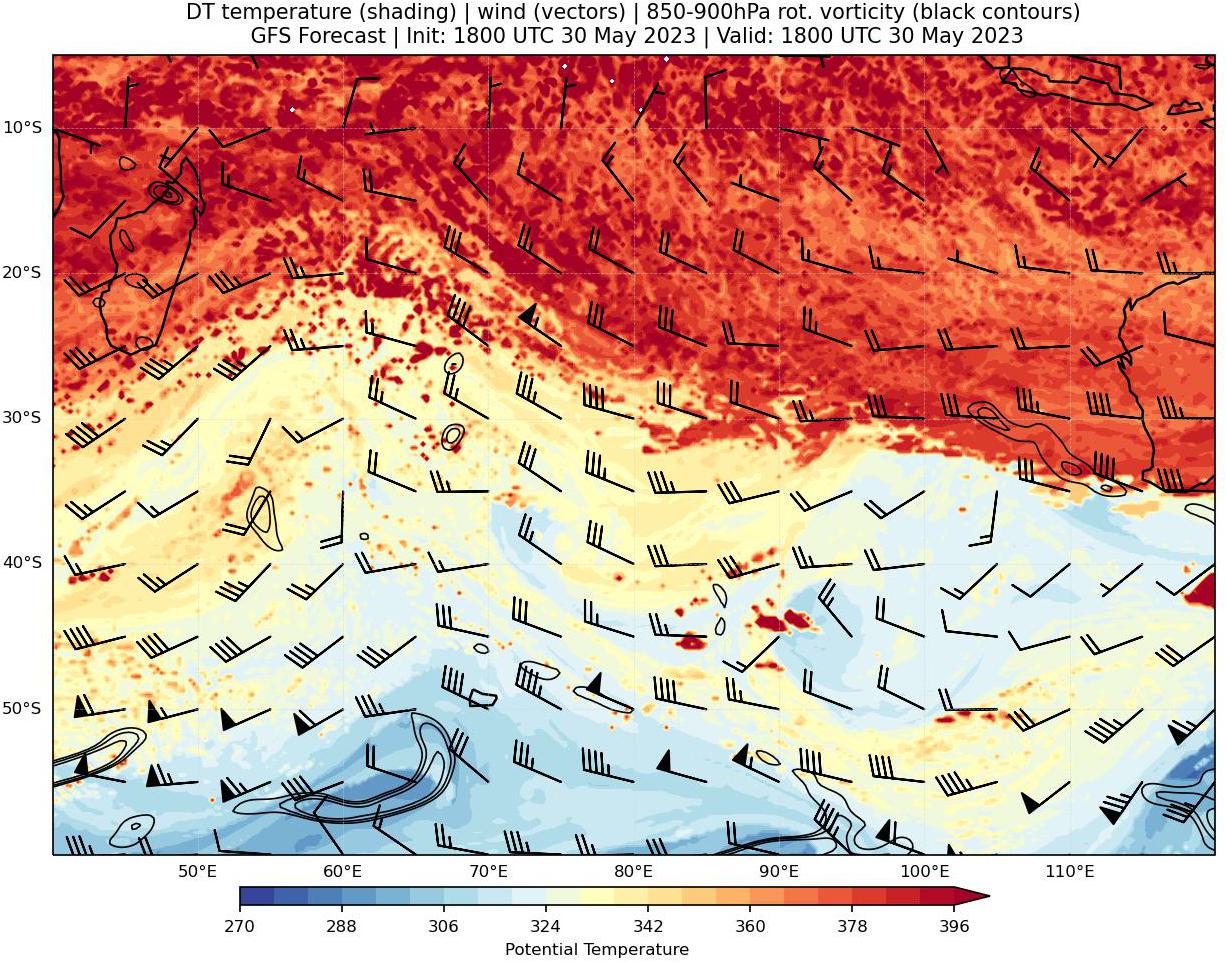 DT temperature (shading) | wind (vectors) | 850-900hPa rot. vorticity (black contours)
GFS Forecast | Init: 1800 UTC 30 May 2023 | Valid: 1800 UTC 30 May 2023
10°S
20°S
30°S
40°S
50°S
50°E 60°E 70°E 80°E 90°E 100°E 110°E
270 288 306 324 342 360 378 396
Potential Temperature